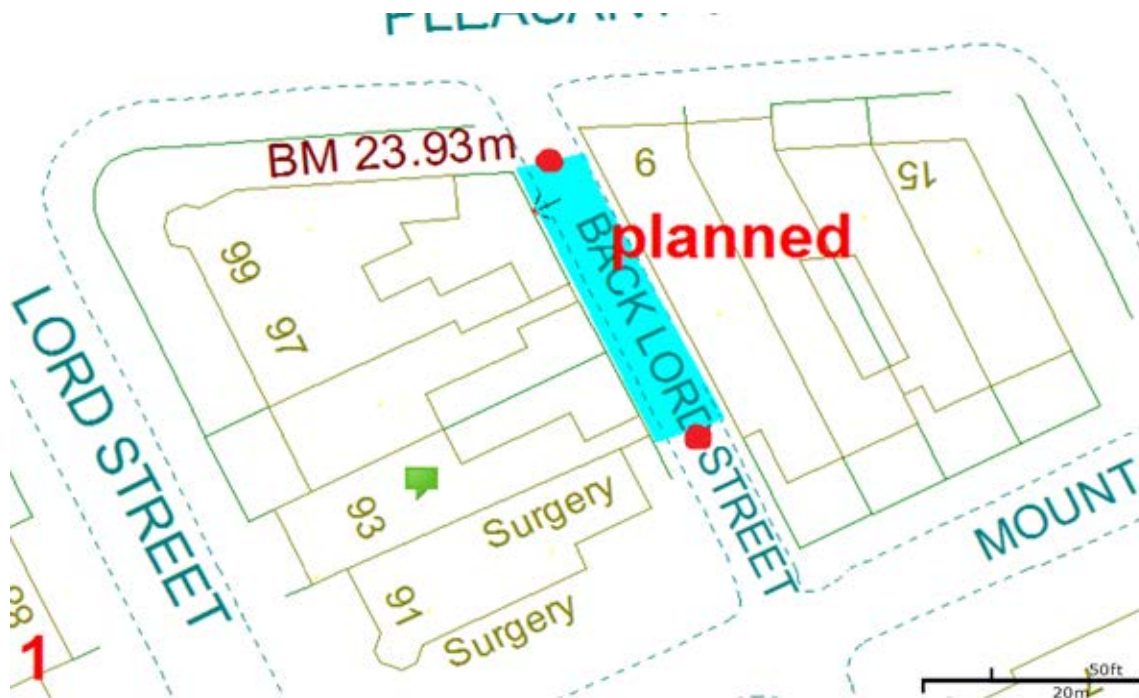 PLEASANT
BM 23.93m
9
15
planned
BACK LORD STREET
99
97
LORD STREET
93
Surgery
91
Surgery
MOUNT
1
50ft
20m